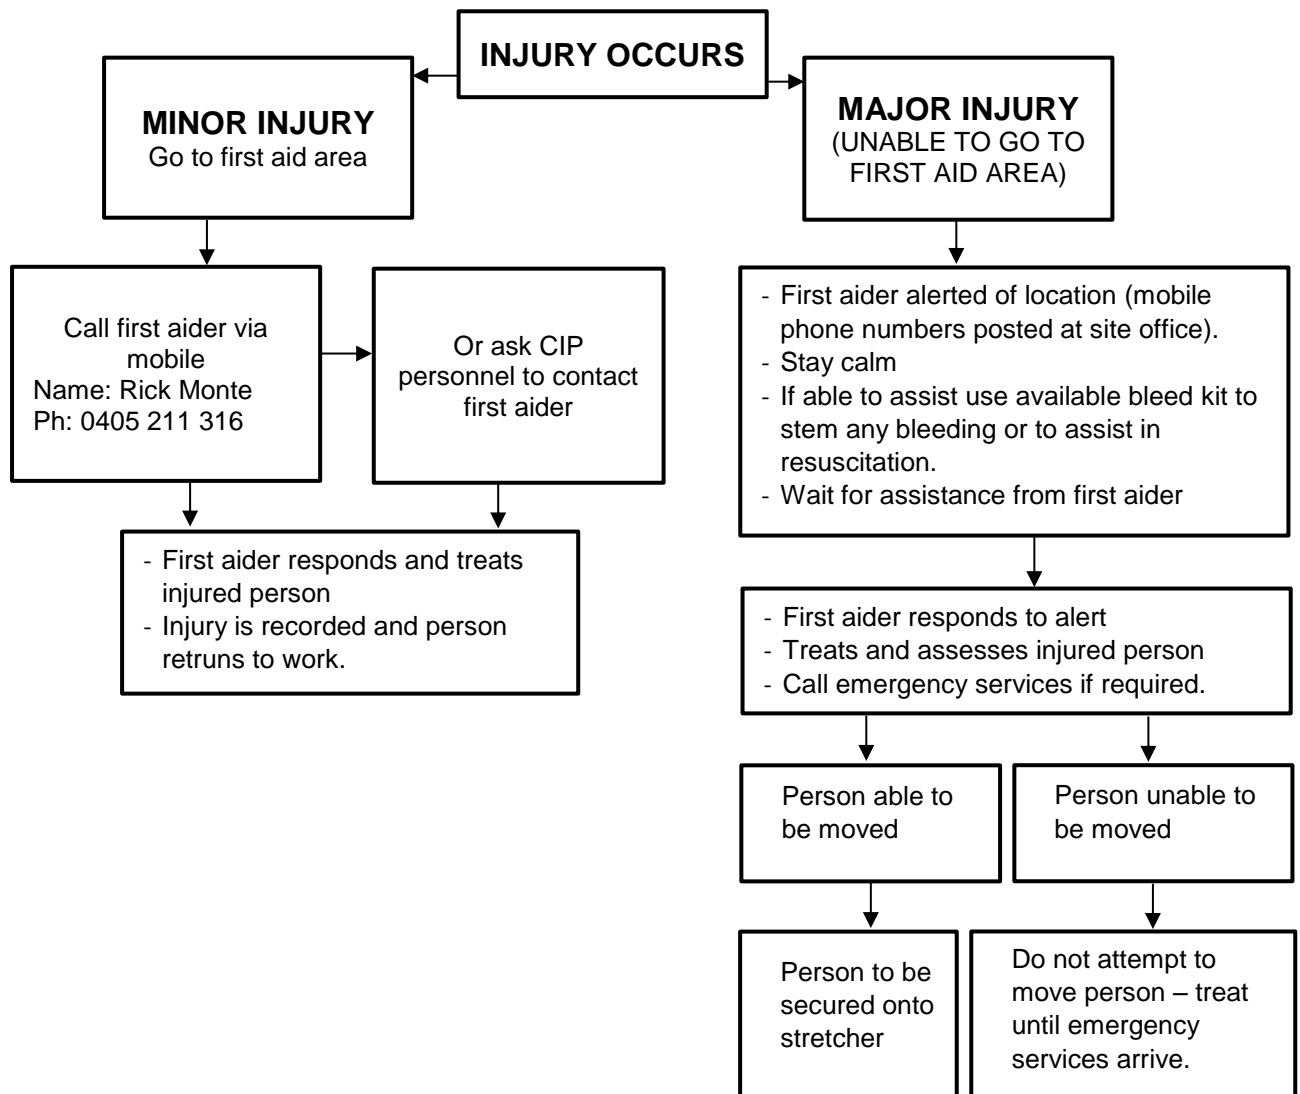 INJURY OCCURS
MINOR INJURY
Go to first aid area
MAJOR INJURY
(UNABLE TO GO TO
FIRST AID AREA)
Call first aider via
mobile
Name: Rick Monte
Ph: 0405 211 316
Or ask CIP
personnel to contact
first aider
- First aider responds and treats
injured person
- Injury is recorded and person
retruns to work.
- First aider alerted of location (mobile
phone numbers posted at site office).
- Stay calm
- If able to assist use available bleed kit to
stem any bleeding or to assist in
resuscitation.
- Wait for assistance from first aider
- First aider responds to alert
- Treats and assesses injured person
- Call emergency services if required.
Person able to
be moved
Person unable to
be moved
Person to be
secured onto
stretcher
Do not attempt to
move person – treat
until emergency
services arrive.